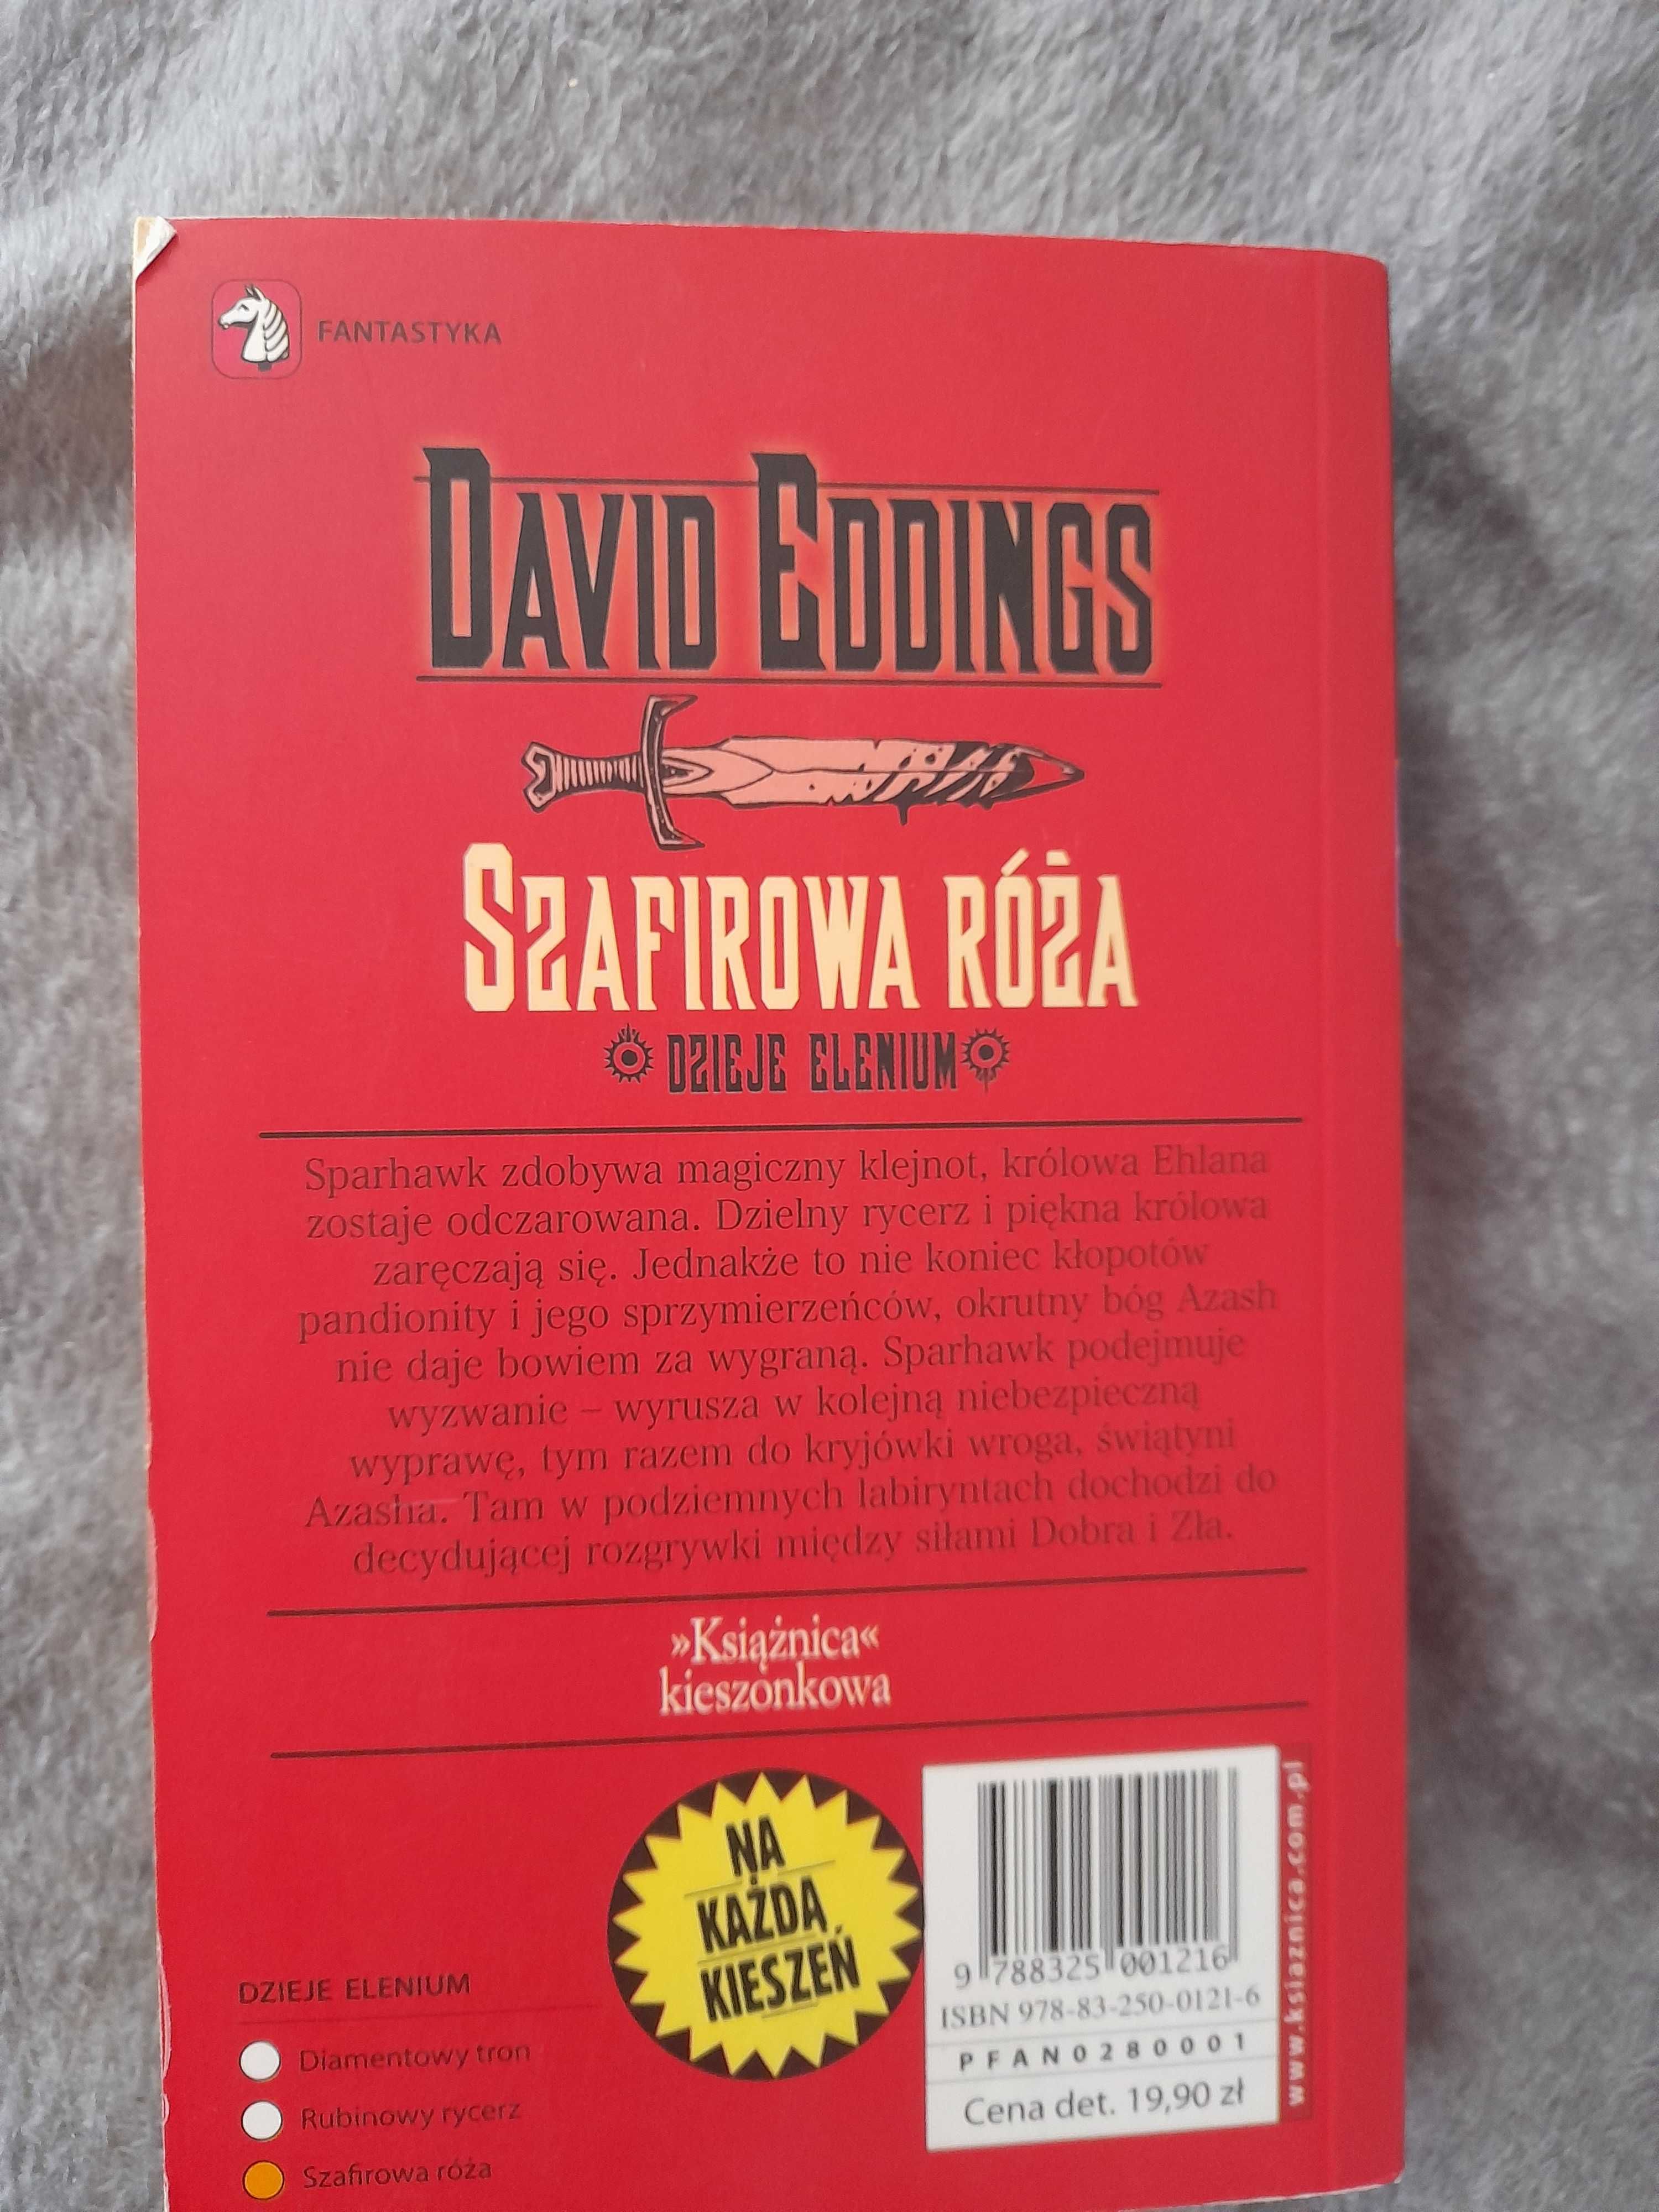 FANTASTYKA
DAVID EDDINGS
SZAFIROWA RÓŻA
DZIEJE ELENIUM
Sparhawk zdobywa magiczny klejnot, królowa Ehlana
zostaje odczarowana. Dzielny rycerz i piękna królowa
zaręczają się. Jednakże to nie koniec kłopotów
pandionity i jego sprzymierzeńców, okrutny bóg Azash
nie daje bowiem za wygraną. Sparhawk podejmuje
wyzwanie – wyrusza w kolejną niebezpieczną
wyprawę, tym razem do kryjówki wroga, świątyni
Azasha. Tam w podziemnych labiryntach dochodzi do
decydującej rozgrywki między siłami Dobra i Zła.
»Książnica«
kieszonkowa
NA
KAŻDĄ
KIESZEŃ
9 788325 001216
ISBN 978-83-250-0121-6
PFAN0280001
Cena det. 19,90 zł
www.ksiaznica.com.pl
DZIEJE ELENIUM
Diamentowy tron
Rubinowy rycerz
Szafirowa róża